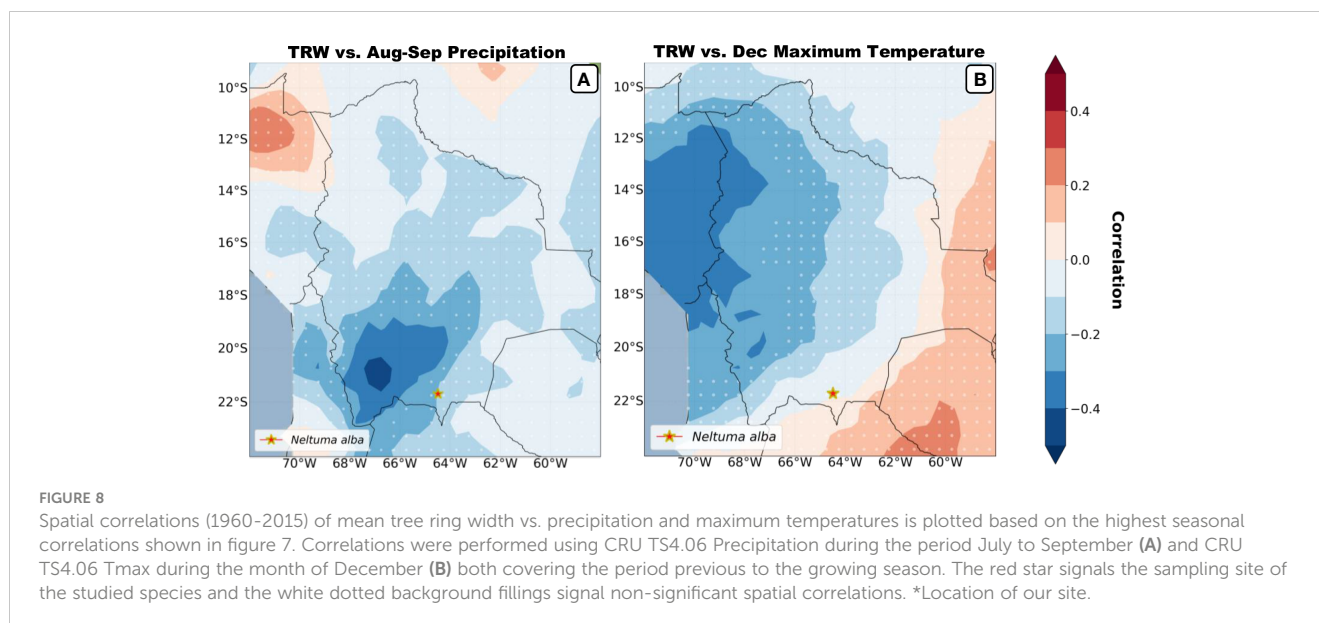 TRW vs. Aug-Sep Precipitation
TRW vs. Dec Maximum Temperature
A
B
10°S
12°S
14°S
16°S
18°S
20°S
22°S
Neltuma alba
70°W 68°W 66°W 64°W 62°W 60°W
10°S
12°S
14°S
16°S
18°S
20°S
22°S
Neltuma alba
70°W 68°W 66°W 64°W 62°W 60°W
0.4
0.2
0.0
−0.2
−0.4
Correlation
FIGURE 8
Spatial correlations (1960-2015) of mean tree ring width vs. precipitation and maximum temperatures is plotted based on the highest seasonal
correlations shown in figure 7. Correlations were performed using CRU TS4.06 Precipitation during the period July to September (A) and CRU
TS4.06 Tmax during the month of December (B) both covering the period previous to the growing season. The red star signals the sampling site of
the studied species and the white dotted background fillings signal non-significant spatial correlations. *Location of our site.